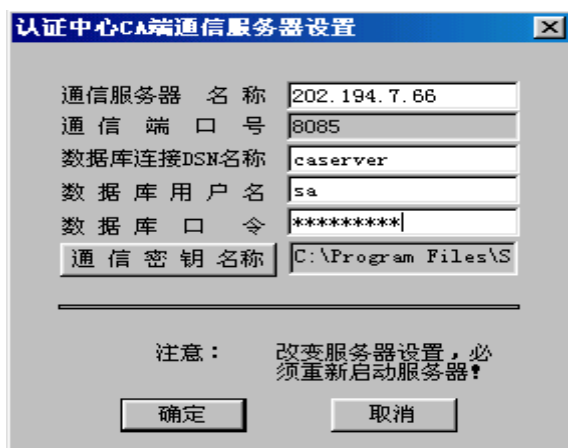 认证中心CA端通信服务器设置
通信服务器 名 称 202.194.7.66
通 信 端 口 号 8085
数据库连接DSN名称 caserver
数 据 库 用 户 名 sa
数 据 库 口 令 *********
通 信 密 钥 名称 C:\Program Files\S
注意： 改变服务器设置，必
须重新启动服务器！
确定 取消